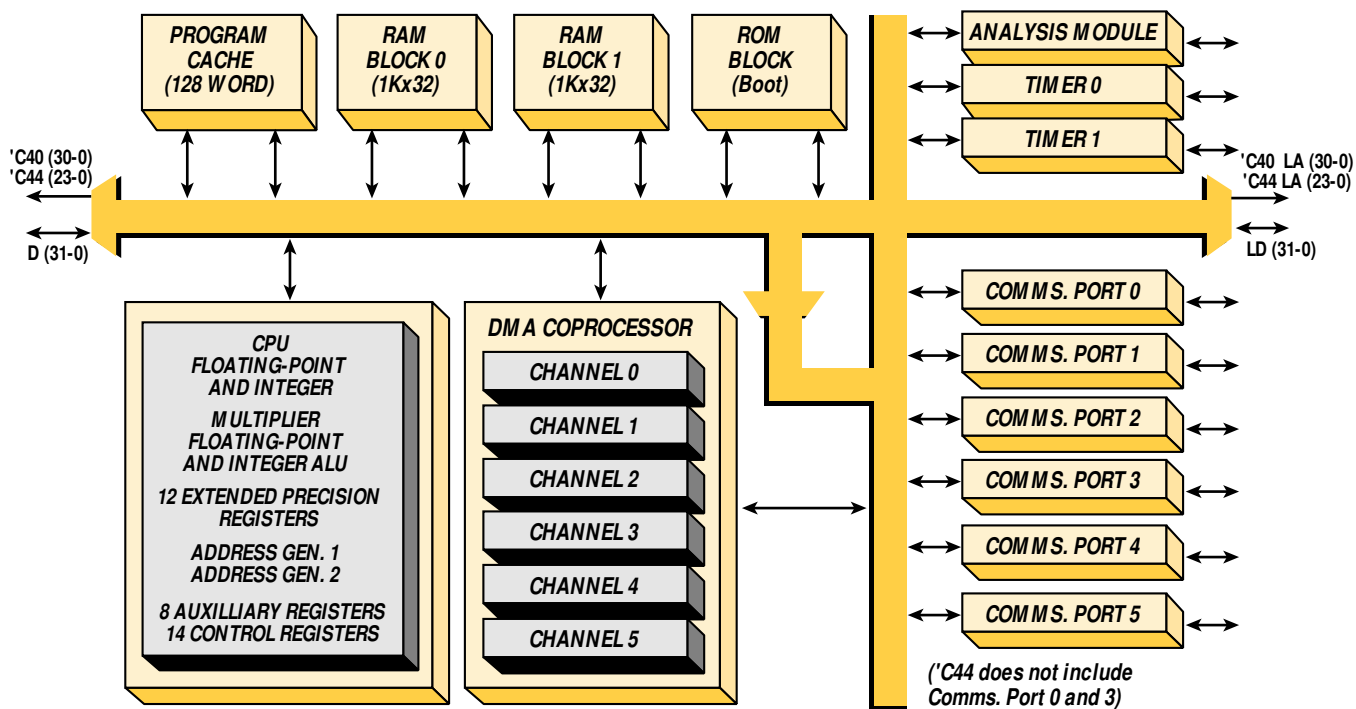 PROGRAM
CACHE
(128 WORD)
RAM
BLOCK 0
(1Kx32)
RAM
BLOCK 1
(1Kx32)
ROM
BLOCK
(Boot)
ANALYSIS MODULE
TIMER 0
TIMER 1
'C40 (30-0)
'C44 (23-0)
D (31-0)
'C40 LA (30-0)
'C44 LA (23-0)
LD (31-0)
CPU
FLOATING-POINT
AND INTEGER
MULTIPLIER
FLOATING-POINT
AND INTEGER ALU
12 EXTENDED PRECISION
REGISTERS
ADDRESS GEN. 1
ADDRESS GEN. 2
8 AUXILLIARY REGISTERS
14 CONTROL REGISTERS
DMA COPROCESSOR
CHANNEL 0
CHANNEL 1
CHANNEL 2
CHANNEL 3
CHANNEL 4
CHANNEL 5
COMMS. PORT 0
COMMS. PORT 1
COMMS. PORT 2
COMMS. PORT 3
COMMS. PORT 4
COMMS. PORT 5
('C44 does not include
Comms. Port 0 and 3)